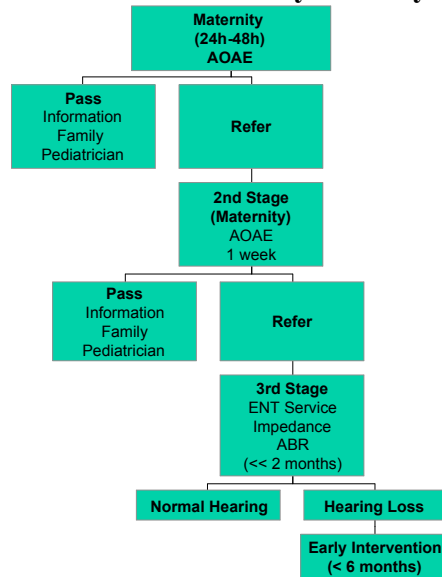 Maternity
(24h-48h)
AOAE
Pass
Information
Family
Pediatrician
Refer
2nd Stage
(Maternity)
AOAE
1 week
Pass
Information
Family
Pediatrician
Refer
3rd Stage
ENT Service
Impedance
ABR
(<< 2 months)
Normal Hearing
Hearing Loss
Early Intervention
(< 6 months)